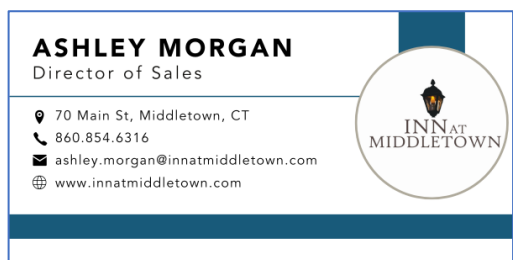 ASHLEY MORGAN
Director of Sales
70 Main St, Middletown, CT
860.854.6316
ashley.morgan@innatmiddletown.com
www.innatmiddletown.com
INN AT
MIDDLETOWN